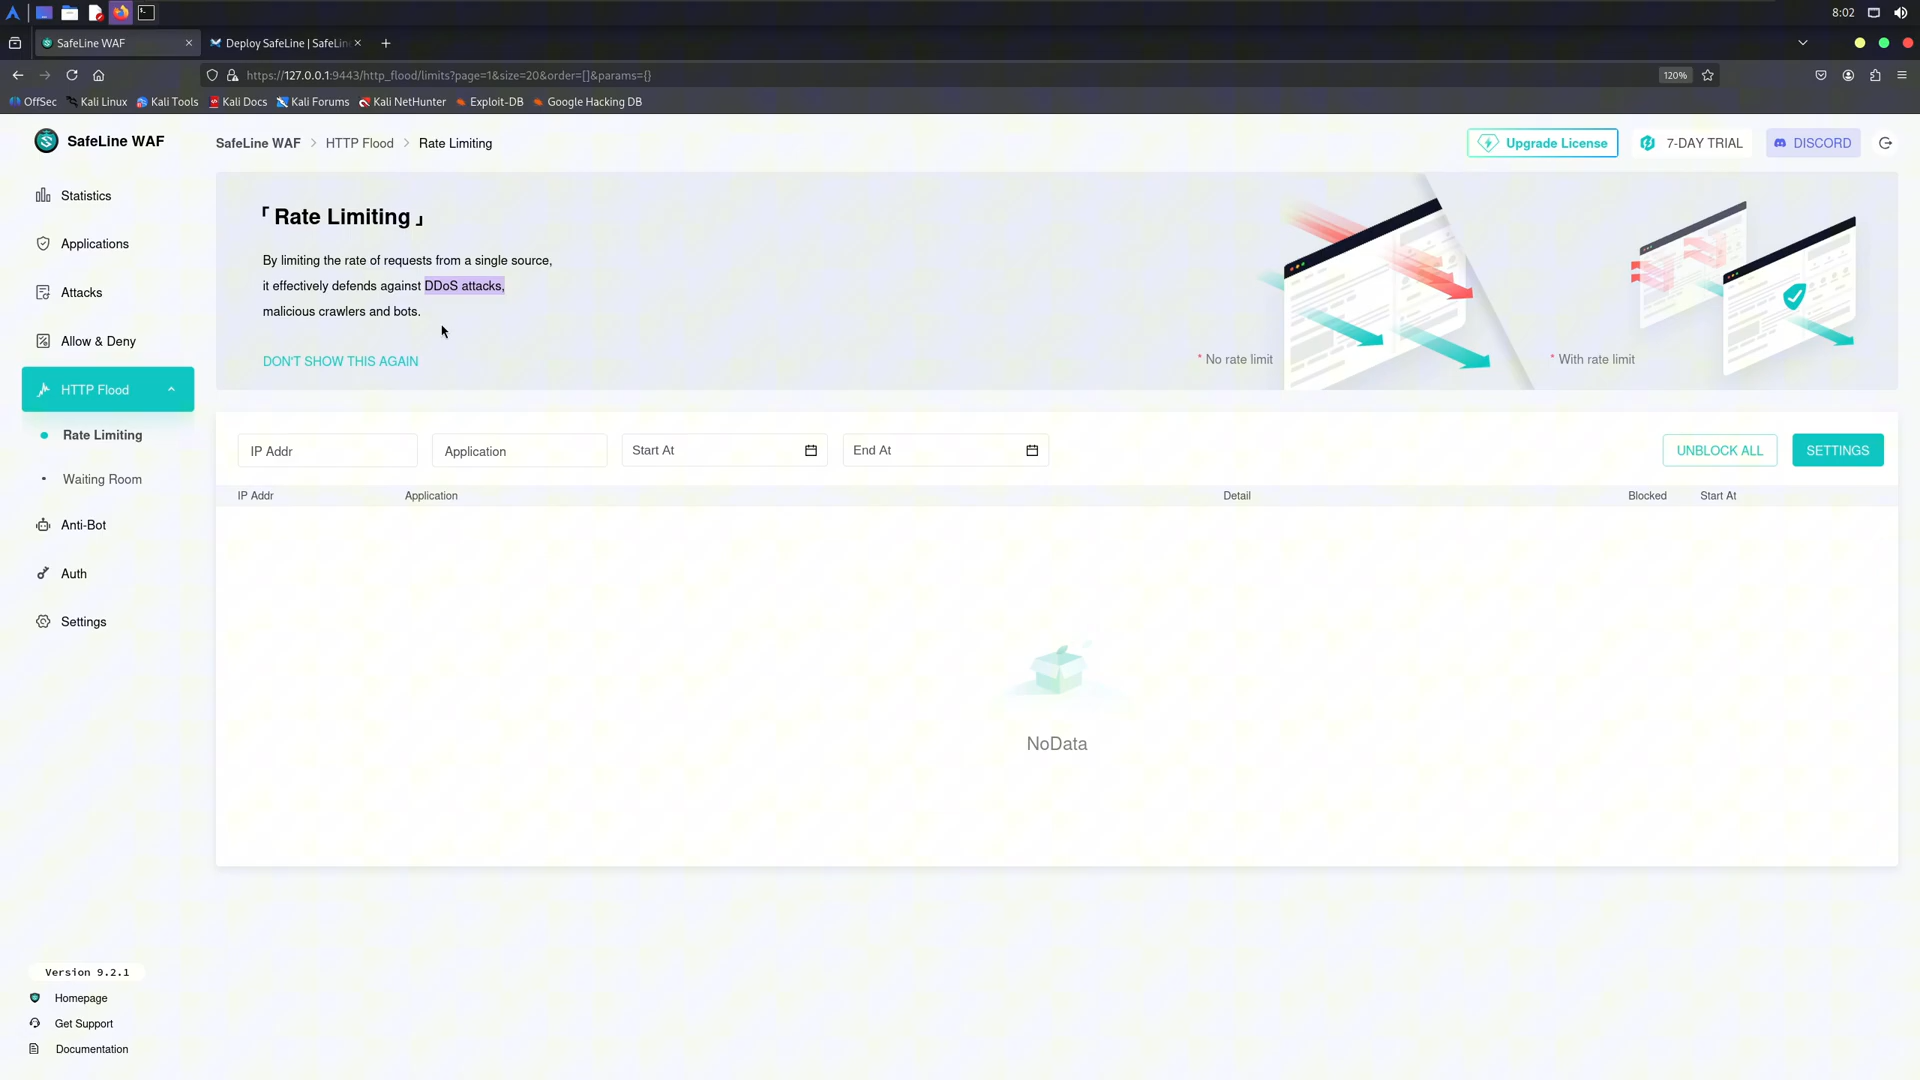 8:02
SafeLine WAF
Deploy SafeLine | SafeLin
https://127.0.0.1:9443/http_flood/limits?page=1&size=20&order=[]&params={}
120%
OffSec
Kali Linux
Kali Tools
Kali Docs
Kali Forums
Kali NetHunter
Exploit-DB
Google Hacking DB
SafeLine WAF
SafeLine WAF > HTTP Flood > Rate Limiting
Upgrade License
7-DAY TRIAL
DISCORD
Statistics
Applications
Attacks
Allow & Deny
HTTP Flood
Rate Limiting
Waiting Room
Anti-Bot
Auth
Settings
「Rate Limiting」
By limiting the rate of requests from a single source,
it effectively defends against DDoS attacks,
malicious crawlers and bots.
DON'T SHOW THIS AGAIN
* No rate limit
* With rate limit
IP Addr
Application
Start At
End At
UNBLOCK ALL
SETTINGS
IP Addr
Application
Detail
Blocked
Start At
NoData
Version 9.2.1
Homepage
Get Support
Documentation